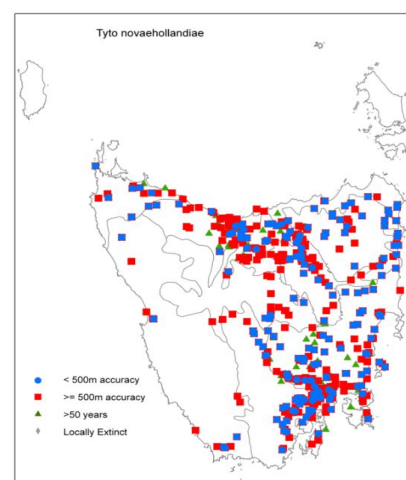 Tyto novaehollandiae
< 500m accuracy
>= 500m accuracy
>50 years
Locally Extinct